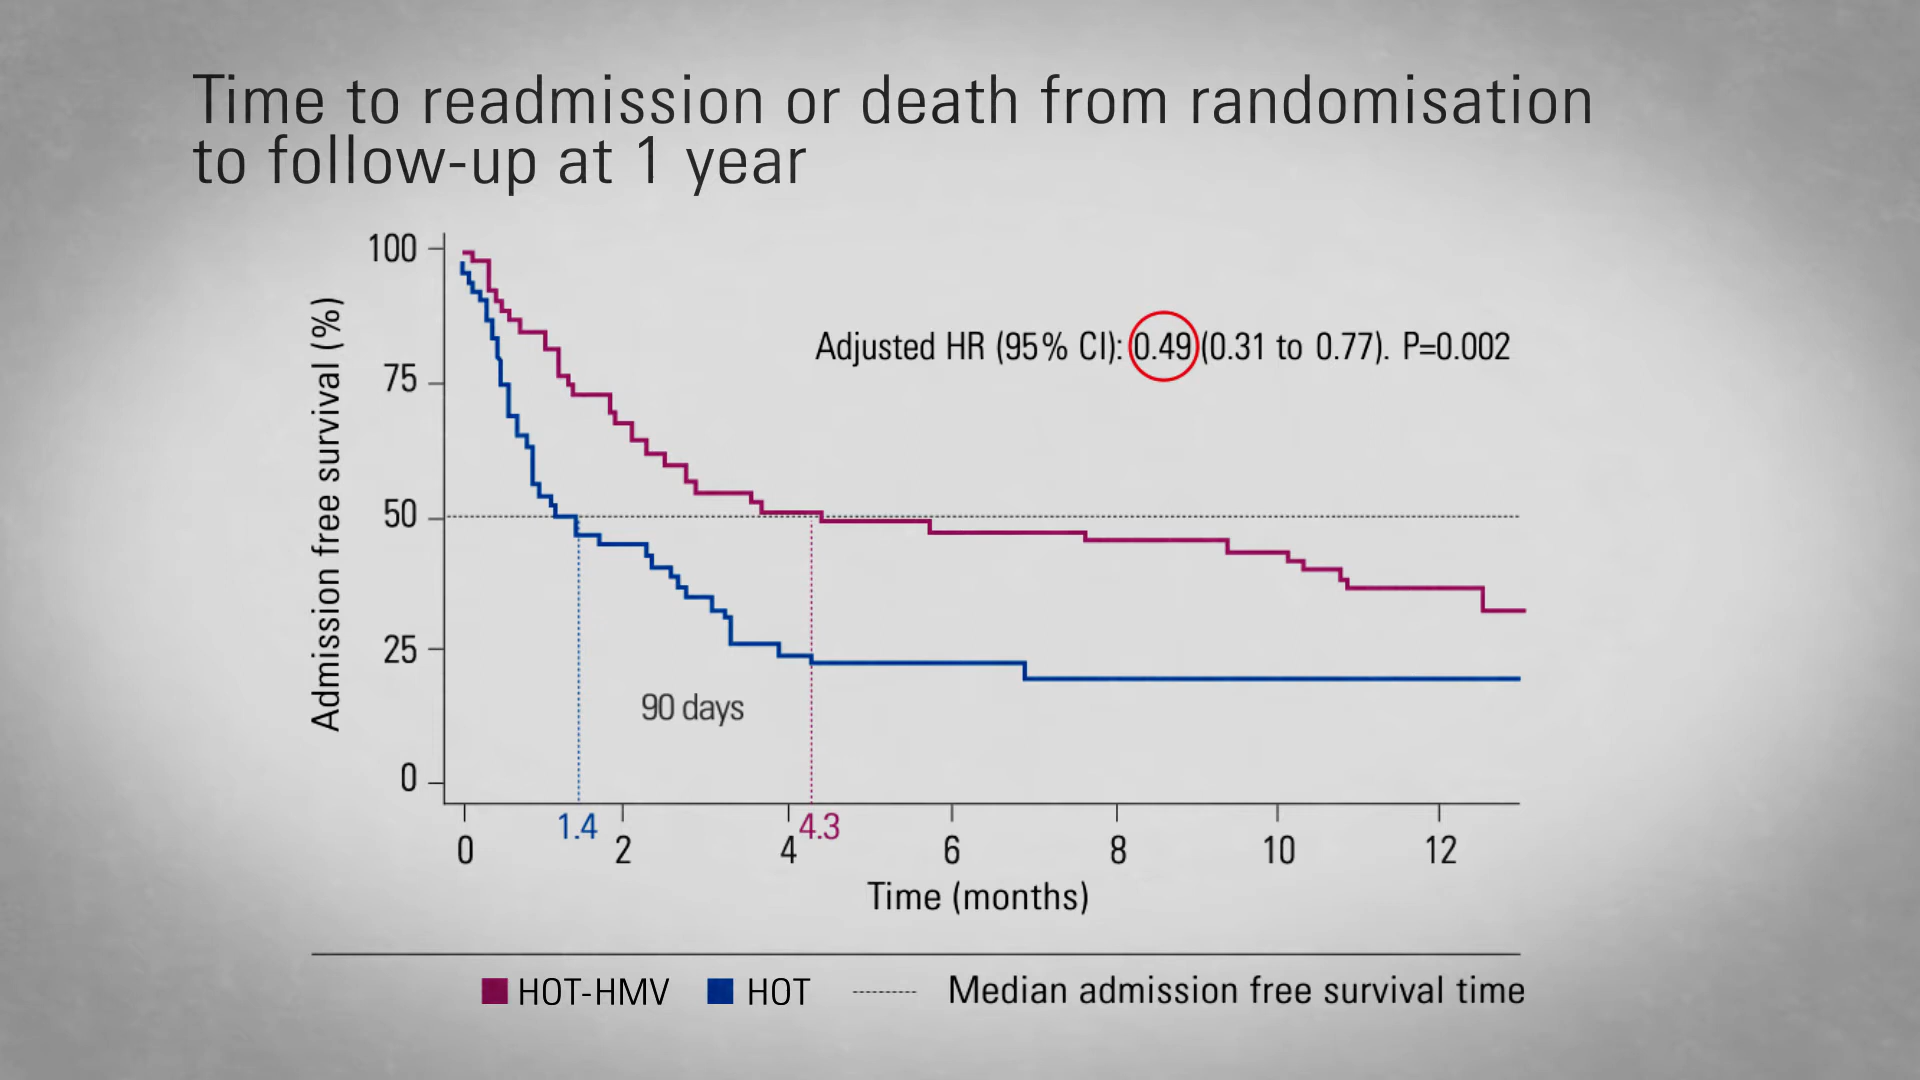 Time to readmission or death from randomisation
to follow-up at 1 year
Admission free survival (%)
100
75
50
25
0
Adjusted HR (95% CI): 0.49 (0.31 to 0.77). P=0.002
90 days
1.4
4.3
0 2 4 6 8 10 12
Time (months)
HOT-HMV HOT Median admission free survival time